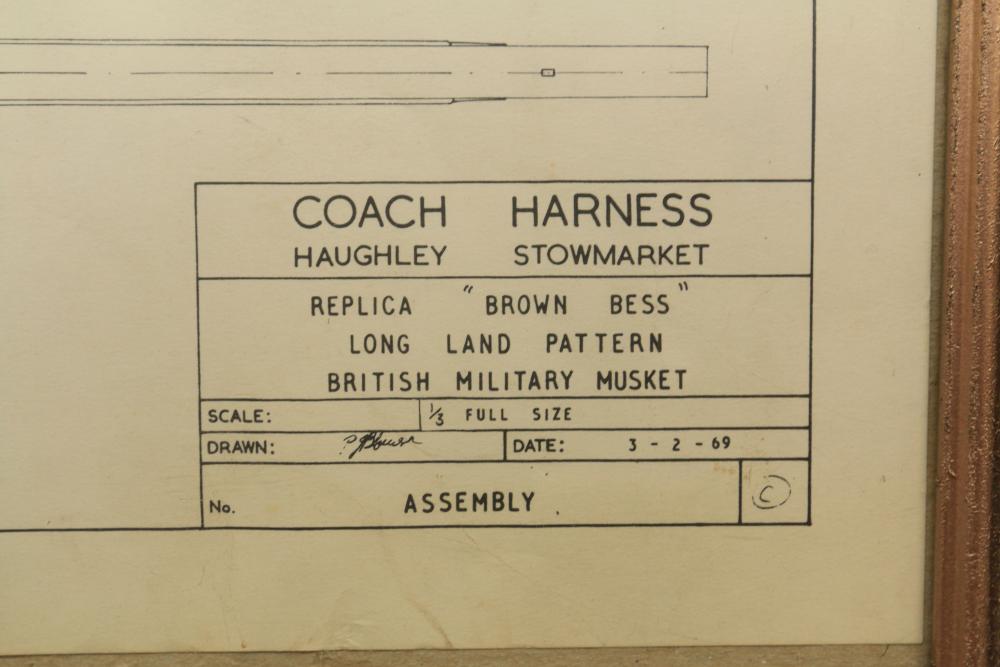 COACH HARNESS
HAUGHLEY STOWMARKET
REPLICA "BROWN BESS"
LONG LAND PATTERN
BRITISH MILITARY MUSKET
SCALE: 1/3 FULL SIZE
DRAWN: DATE: 3 - 2 - 69
No. ASSEMBLY ©